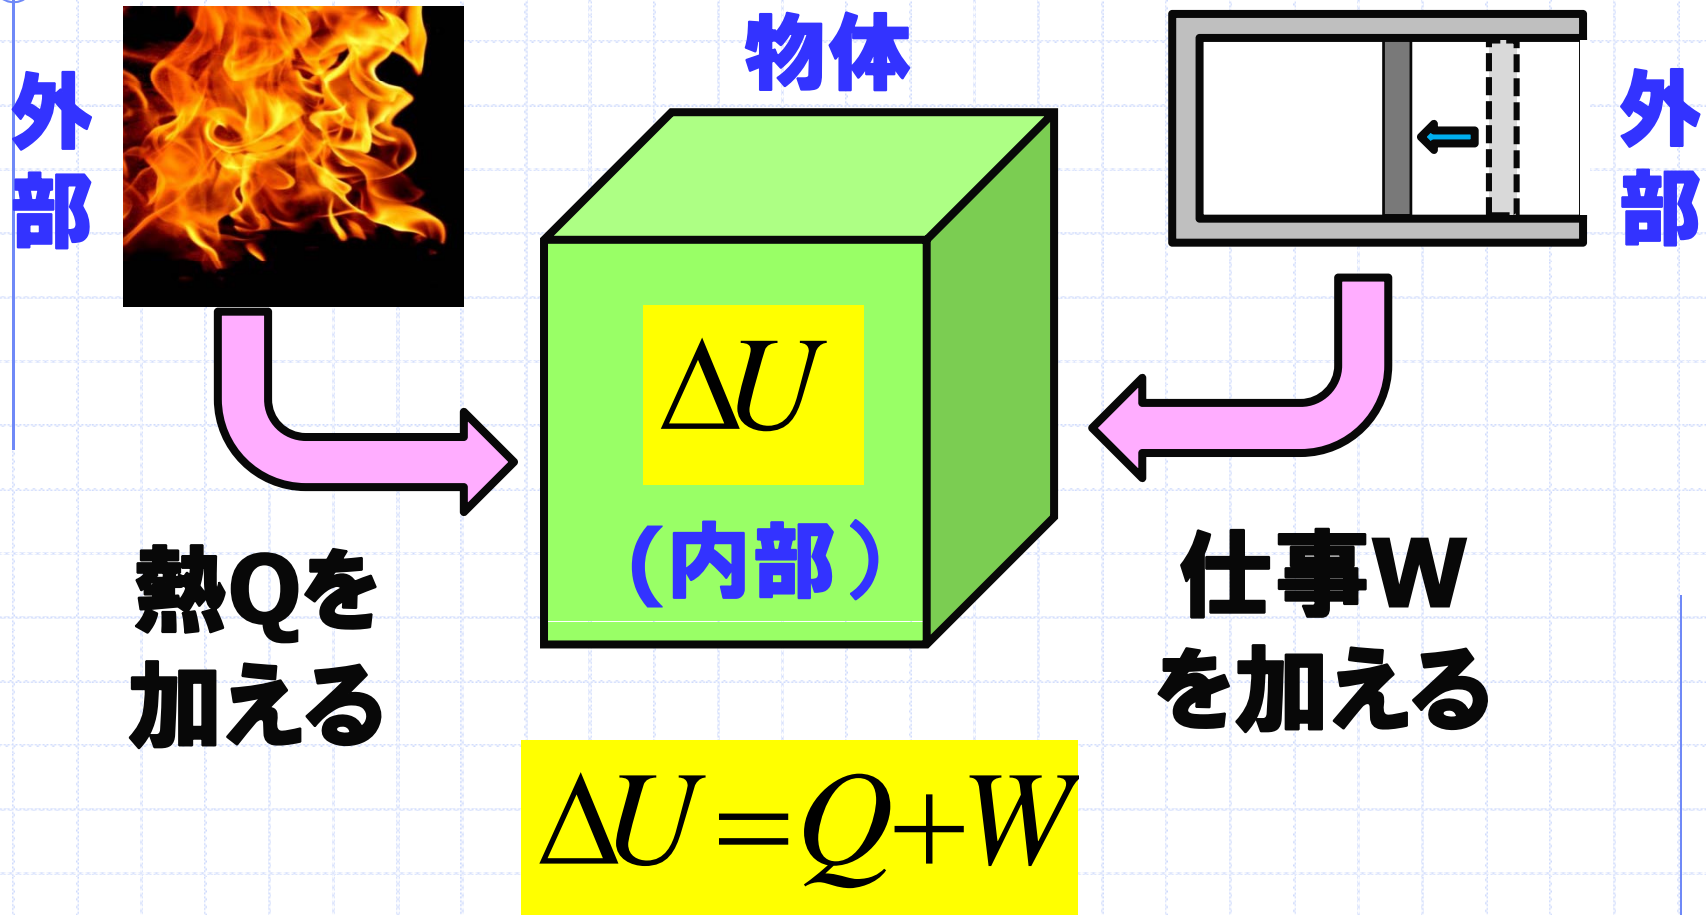 外部
物体
外部
ΔU
(内部)
熱Qを
加える
仕事W
を加える
ΔU=Q+W